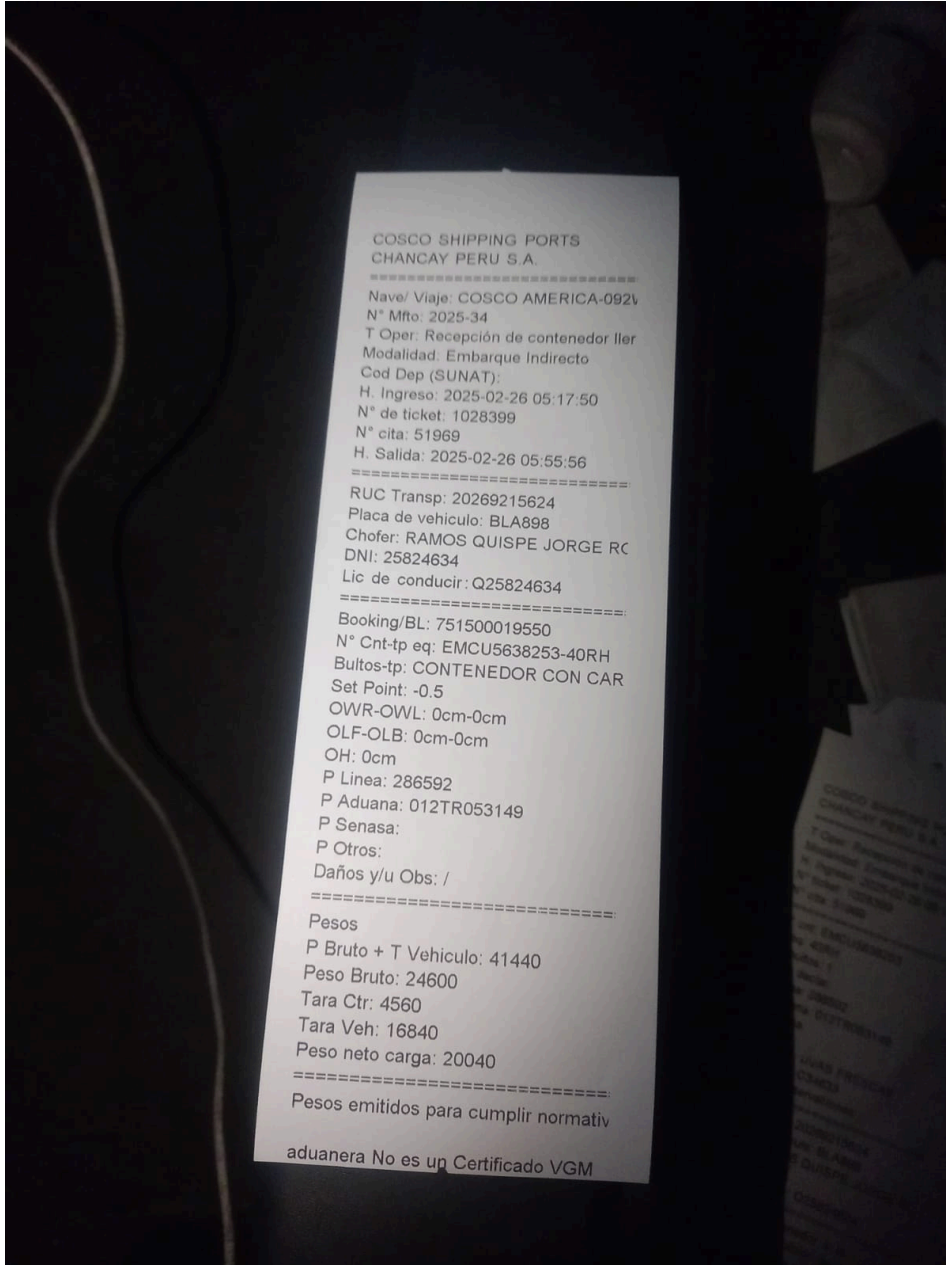 COSCO SHIPPING PORTS
CHANCAY PERU S.A.
============================
Nave/ Viaje: COSCO AMERICA-092
N° Mfto: 2025-34
T Oper: Recepción de contenedor
Modalidad: Embarque Indirecto
Cod Dep (SUNAT):
H. Ingreso: 2025-02-26 05:17:50
N° de ticket: 1028399
N° cita: 51969
H. Salida: 2025-02-26 05:55:56
============================
RUC Transp: 20269215624
Placa de vehiculo: BLA898
Chofer: RAMOS QUISPE JORGE RO
DNI: 25824634
Lic de conducir: Q25824634
============================
Booking/BL: 751500019550
N° Cnt-tp eq: EMCU5638253-40RH
Bultos-tp: CONTENEDOR CON CAR
Set Point: -0.5
OWR-OWL: 0cm-0cm
OLF-OLB: 0cm-0cm
OH: 0cm
P Linea: 286592
P Aduana: 012TR053149
P Senasa:
P Otros:
Daños y/u Obs: /
============================
Pesos
P Bruto + T Vehiculo: 41440
Peso Bruto: 24600
Tara Ctr: 4560
Tara Veh: 16840
Peso neto carga: 20040
============================
Pesos emitidos para cumplir normativ
aduanera No es un Certificado VGM
COSCO SHIPPING
CHANCAY PERU S.A.